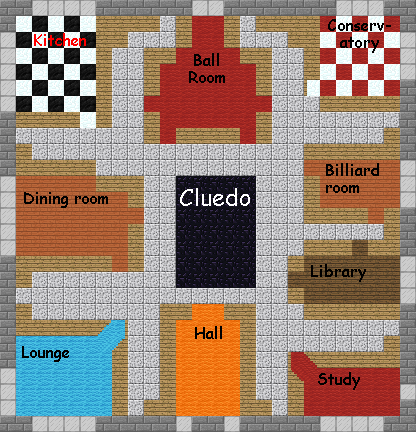 Kitchen
Ball
Room
Conserv-
atory
Dining room
Cluedo
Billiard
room
Library
Lounge
Hall
Study